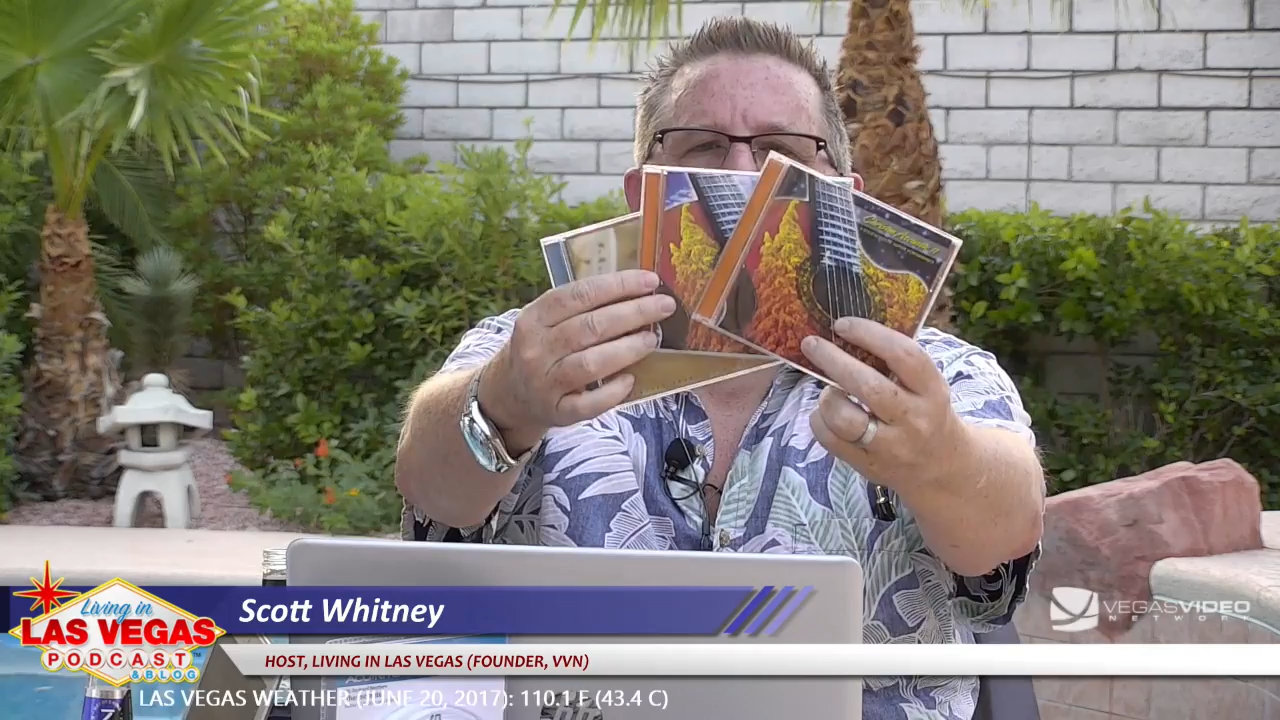 VEGASVIDEO
NETWORK
Living in
LAS VEGAS
PODCAST
& BLOG
Scott Whitney
HOST, LIVING IN LAS VEGAS (FOUNDER, VVN)
LAS VEGAS WEATHER (JUNE 20, 2017): 110.1 F (43.4 C)